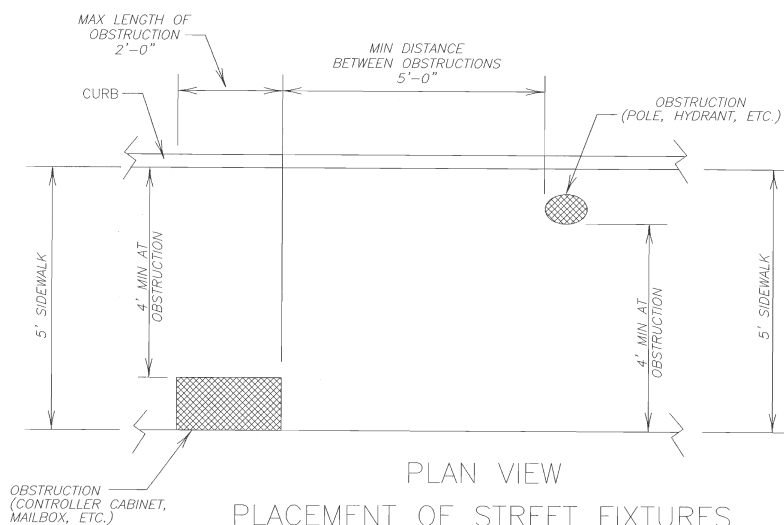 MAX LENGTH OF
OBSTRUCTION
2'-0"
MIN DISTANCE
BETWEEN OBSTRUCTIONS
5'-0"
CURB
OBSTRUCTION
(POLE, HYDRANT, ETC.)
5' SIDEWALK
4' MIN AT
OBSTRUCTION
4' MIN AT
OBSTRUCTION
5' SIDEWALK
OBSTRUCTION
(CONTROLLER CABINET,
MAILBOX, ETC.)
PLAN VIEW
PLACEMENT OF STREET FIXTURES